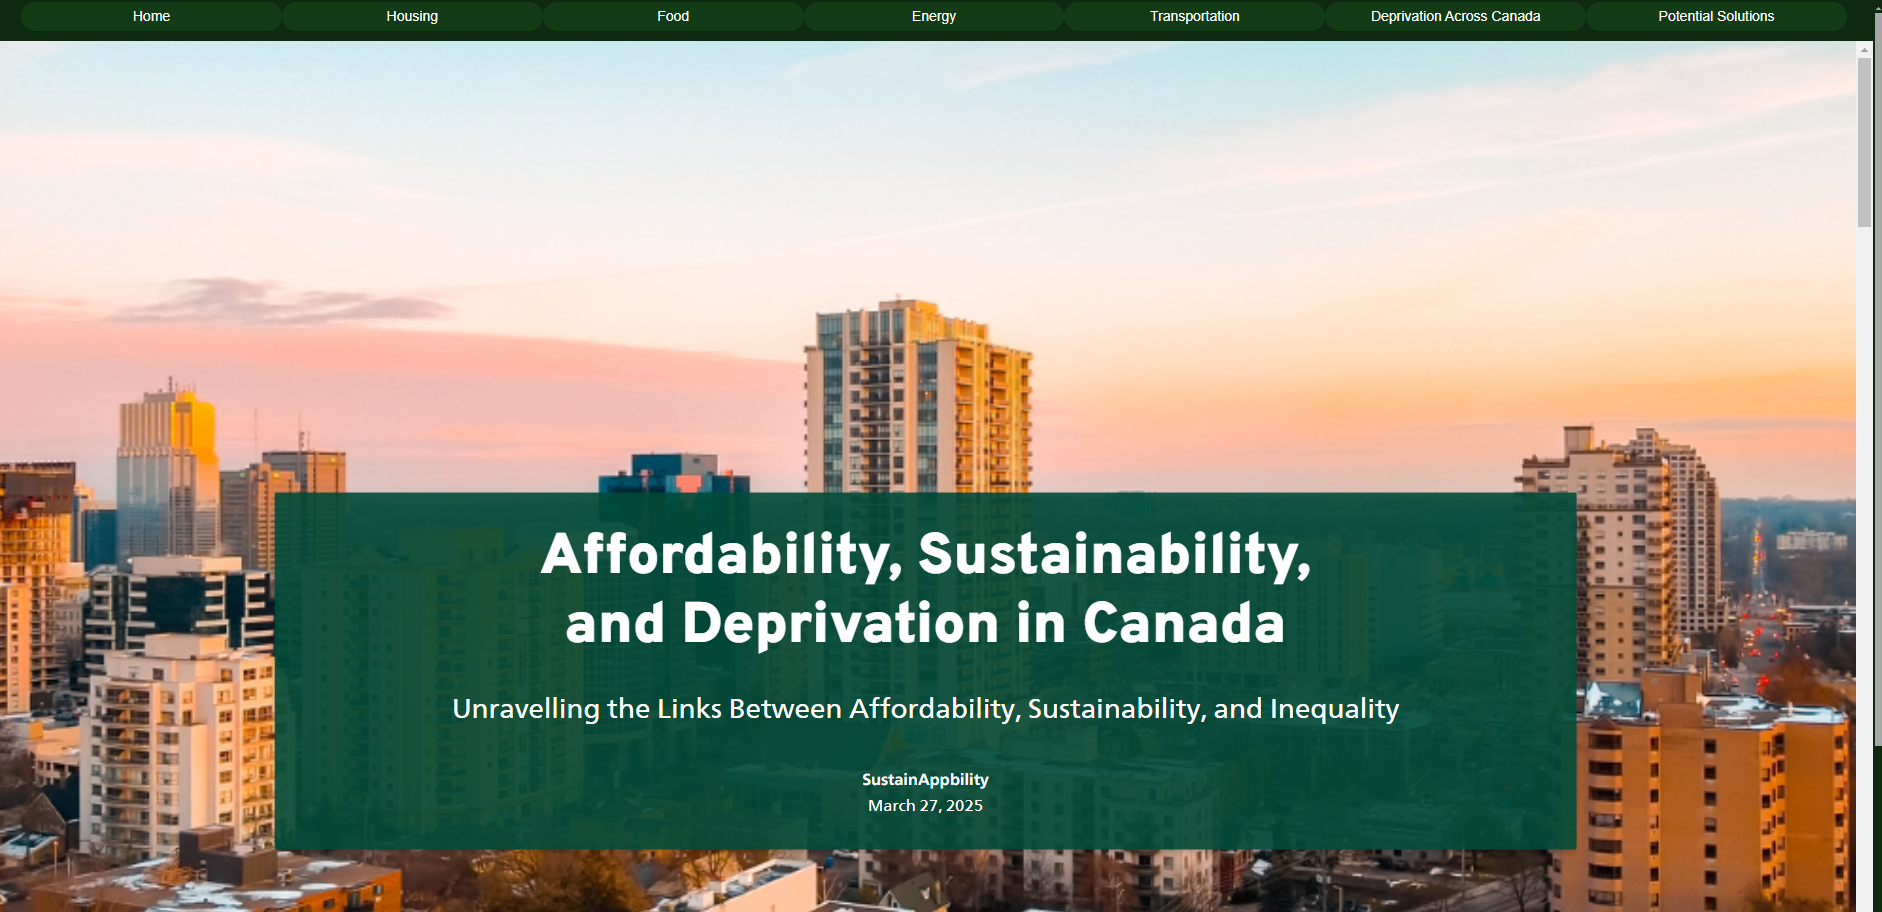 Home
Housing
Food
Energy
Transportation
Deprivation Across Canada
Potential Solutions
Affordability, Sustainability,
and Deprivation in Canada
Unravelling the Links Between Affordability, Sustainability, and Inequality
SustainAppbility
March 27, 2025